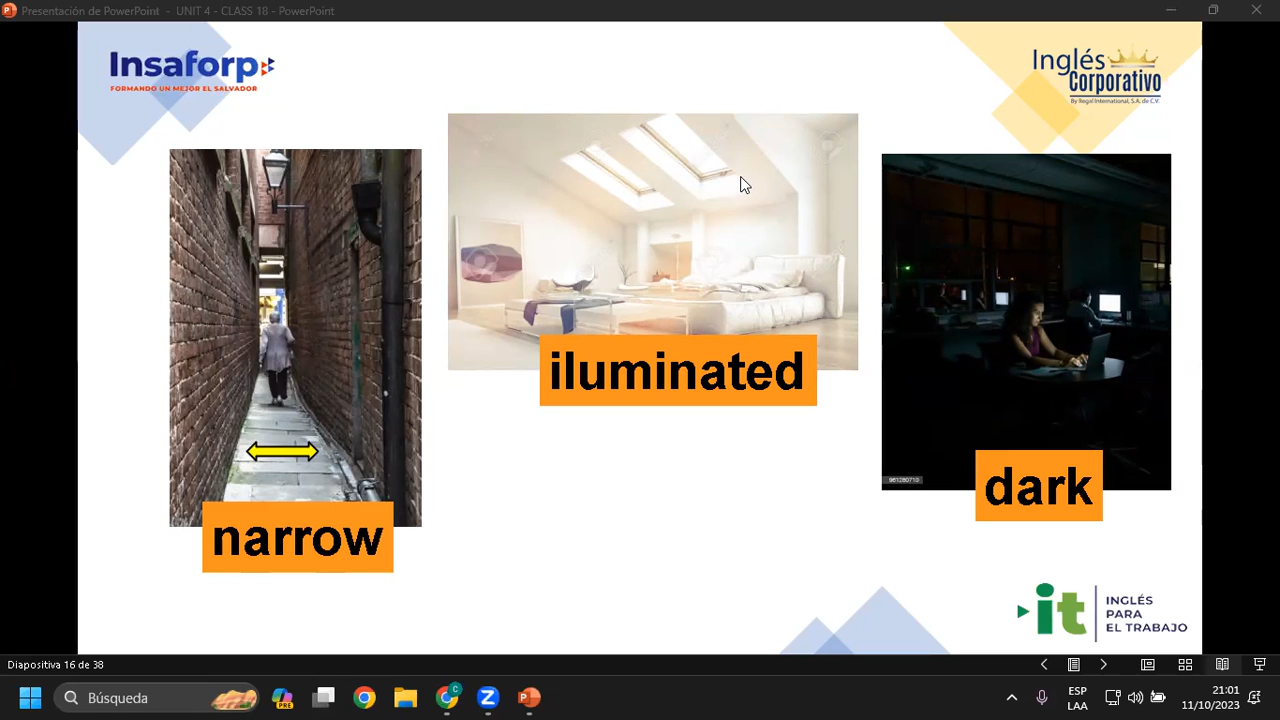 Presentación de PowerPoint - UNIT 4 - CLASS 18 - PowerPoint
Insaforp
FORMANDO UN MEJOR EL SALVADOR
Inglés
Corporativo
By Regal International, S.A. de C.V.
iluminated
961280710
dark
narrow
it
INGLÉS
PARA
EL TRABAJO
Diapositiva 16 de 38
Búsqueda
PRE
C
ESP
LAA
21:01
11/10/2023